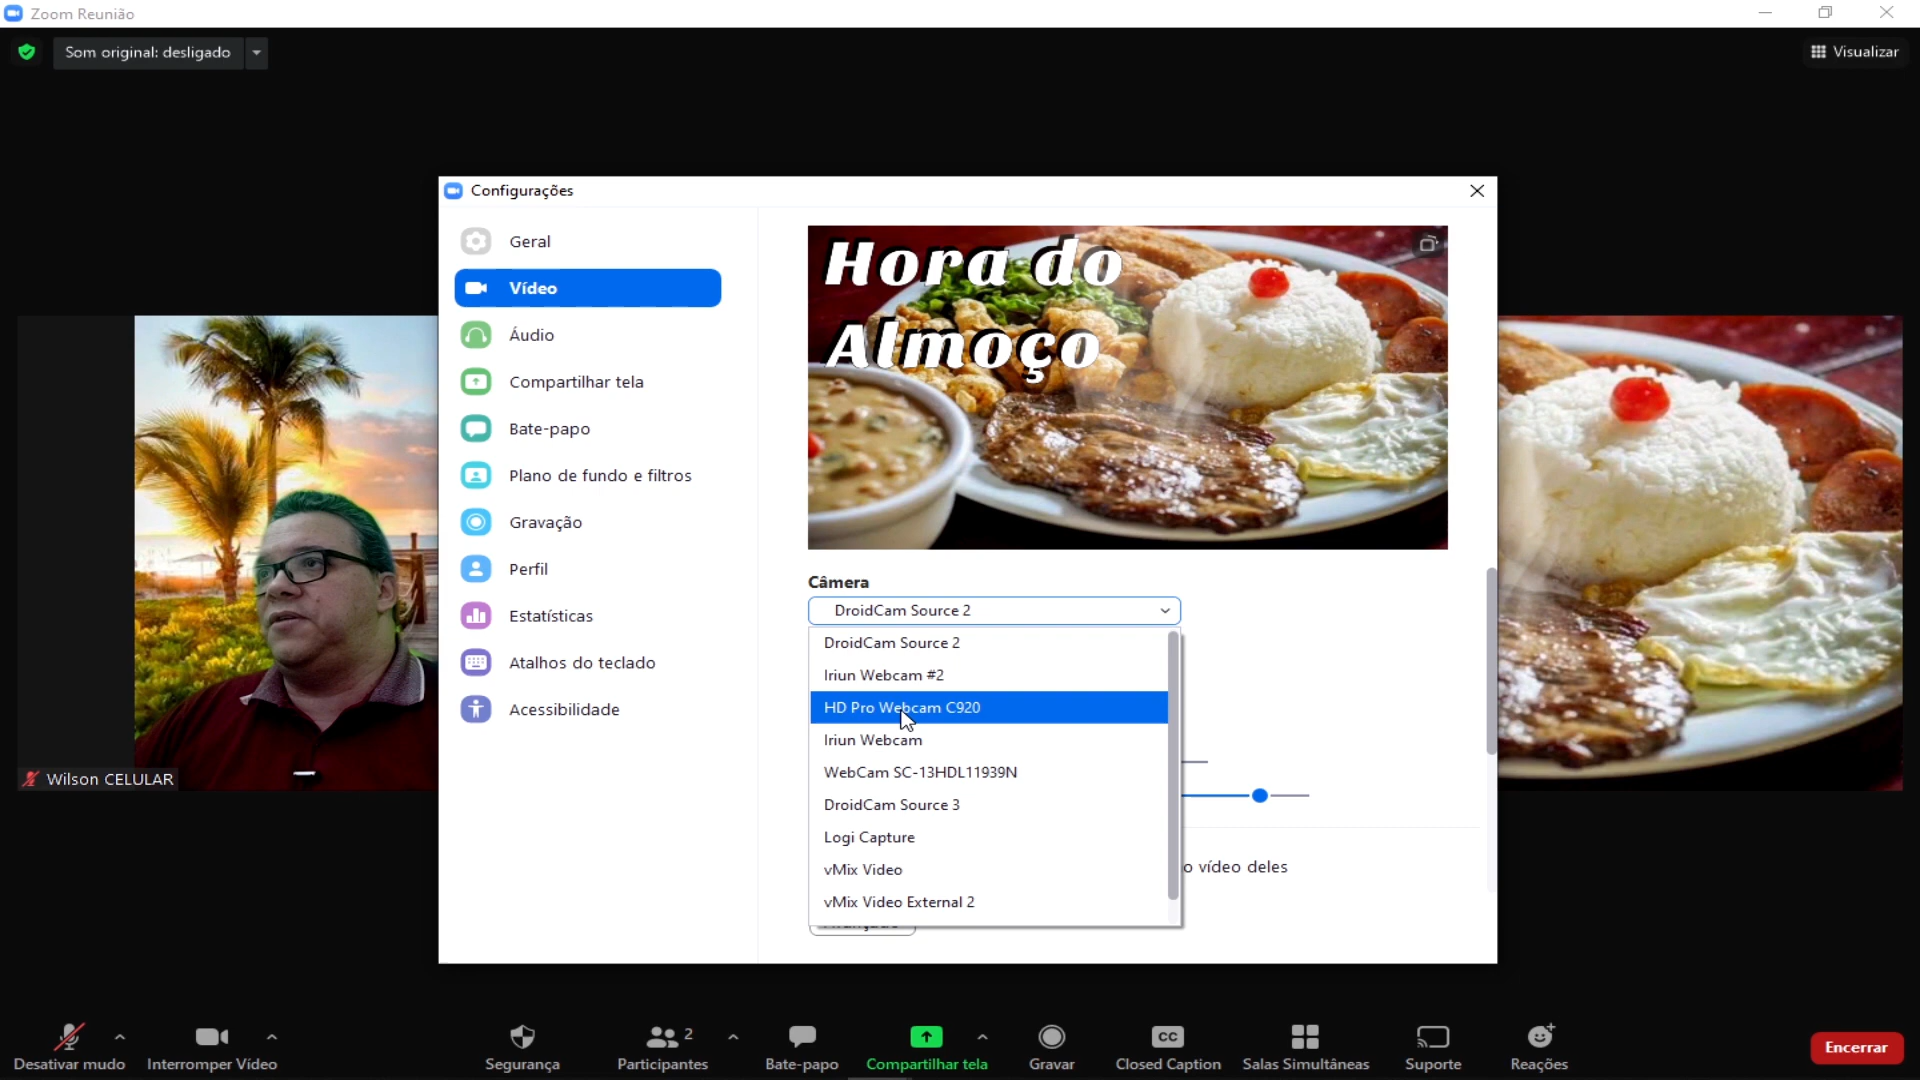 Zoom Reunião
Som original: desligado
Visualizar
Configurações
Geral
Vídeo
Áudio
Compartilhar tela
Bate-papo
Plano de fundo e filtros
Gravação
Perfil
Estatísticas
Atalhos do teclado
Acessibilidade
Hora do
Almoço
Câmera
DroidCam Source 2
DroidCam Source 2
Iriun Webcam #2
HD Pro Webcam C920
Iriun Webcam
WebCam SC-13HDL11939N
DroidCam Source 3
Logi Capture
vMix Video
vMix Video External 2
o vídeo deles
Wilson CELULAR
Desativar mudo
Interromper Vídeo
Segurança
2
Participantes
Bate-papo
Compartilhar tela
Gravar
CC
Closed Caption
Salas Simultâneas
Suporte
Reações
Encerrar